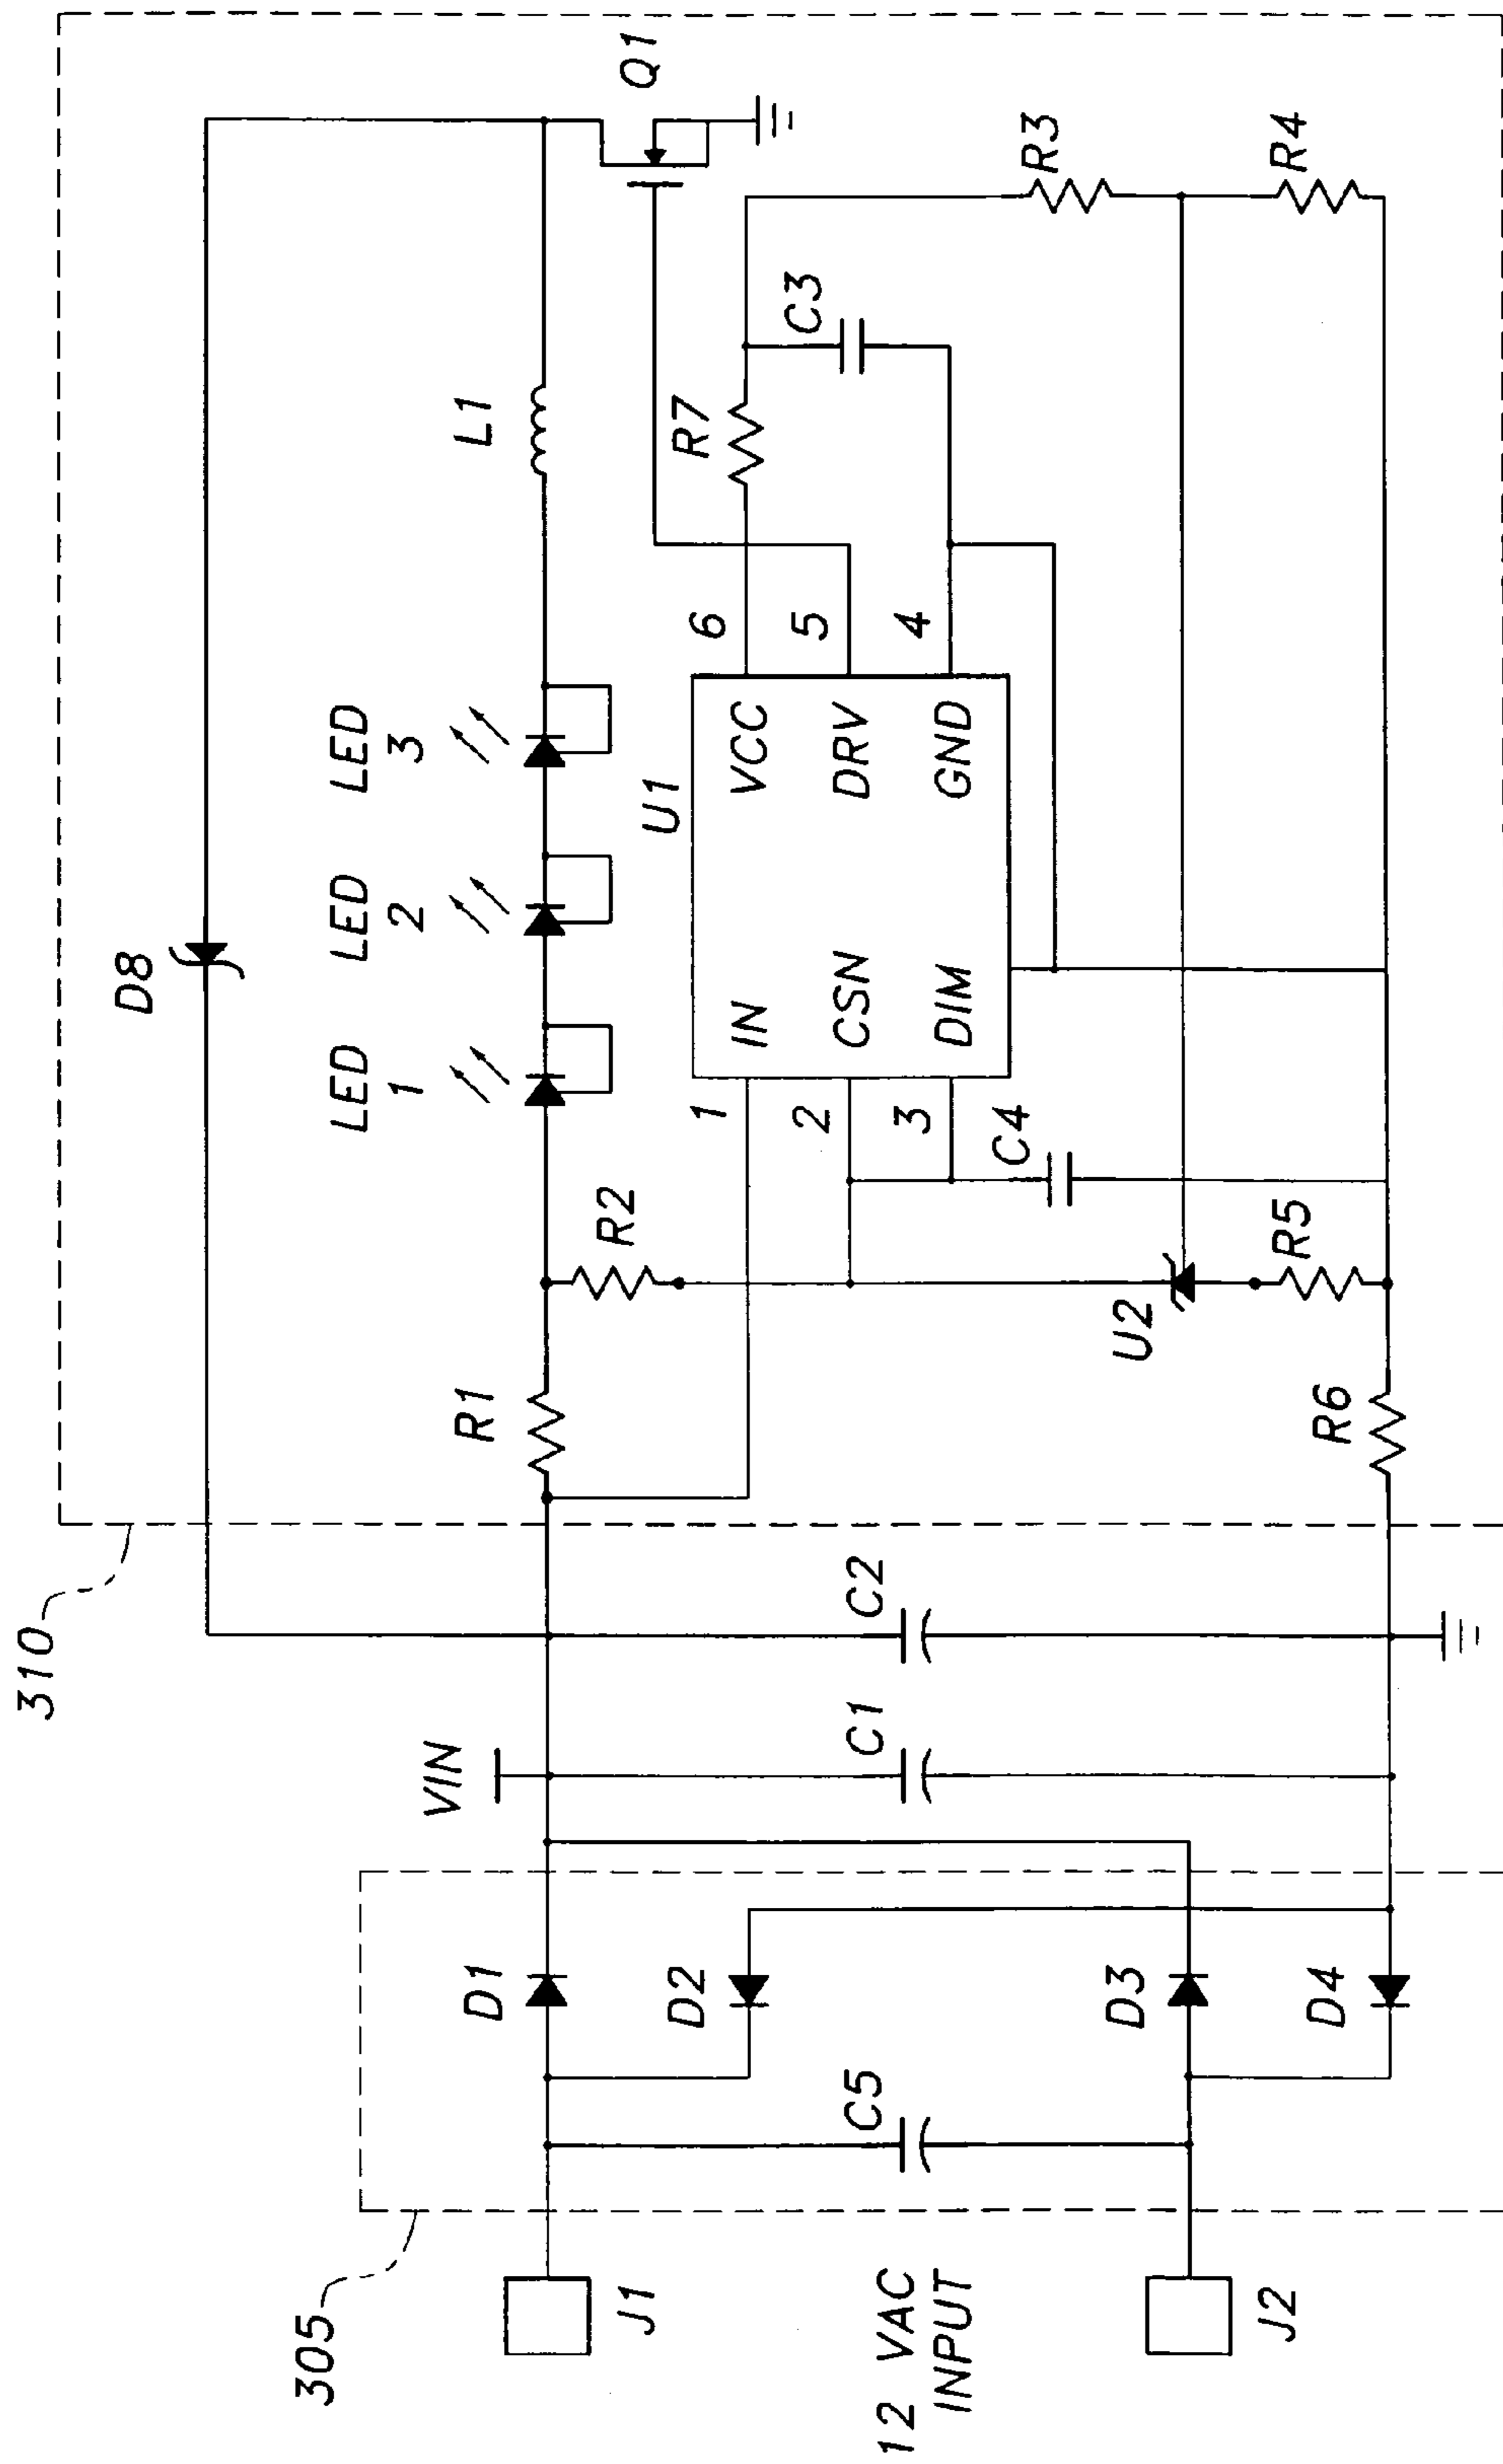 310
305
D8
LED
1
LED
2
LED
3
L1
Q1
R1
R2
U1
IN
CSN
DIM
VCC
DRV
GND
1
2
3
6
5
4
R7
C3
R3
R4
C4
U2
R5
R6
VIN
C1
C2
D1
D2
D3
D4
C5
J1
12 VAC
INPUT
J2